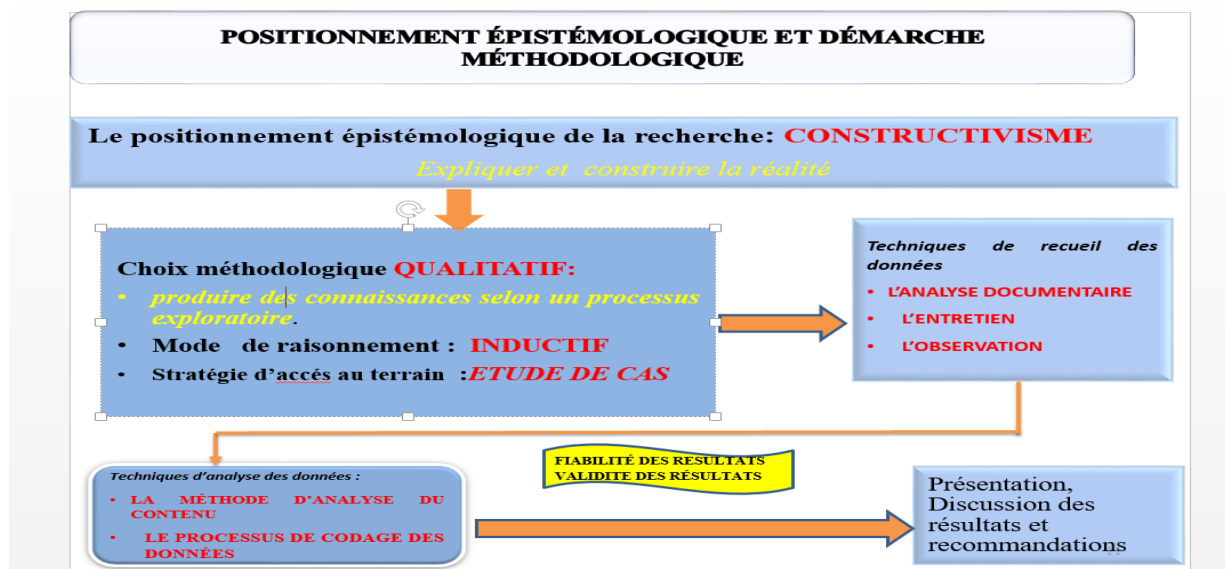 POSITIONNEMENT ÉPISTÉMOLOGIQUE ET DÉMARCHE
MÉTHODOLOGIQUE
Le positionnement épistémologique de la recherche: CONSTRUCTIVISME
Expliquer et construire la réalité
Choix méthodologique QUALITATIF:
• produire des connaissances selon un processus
exploratoire.
• Mode de raisonnement : INDUCTIF
• Stratégie d'accés au terrain :ETUDE DE CAS
Techniques de recueil des
données
• L'ANALYSE DOCUMENTAIRE
• L'ENTRETIEN
• L'OBSERVATION
Techniques d'analyse des données :
• LA MÉTHODE D'ANALYSE DU
CONTENU
• LE PROCESSUS DE CODAGE DES
DONNÉES
FIABILITÉ DES RESULTATS
VALIDITE DES RÉSULTATS
Présentation,
Discussion des
résultats et
recommandations